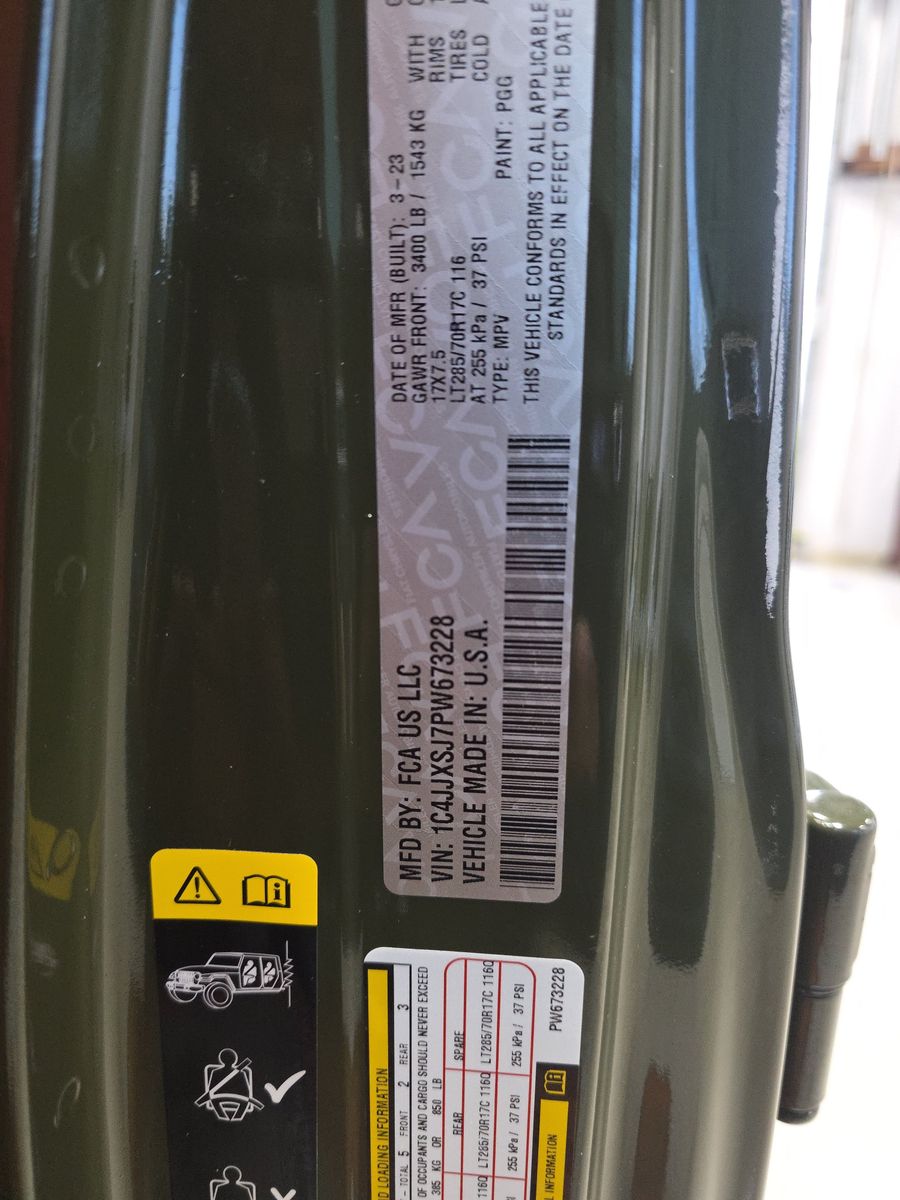 MFD BY: FCA US LLC
VIN: 1C4JJXSJ7PW673228
VEHICLE MADE IN: U.S.A.
DATE OF MFR (BUILT): 3-23
GAWR FRONT: 3400 LB / 1543 KG WITH
17X7.5 RIMS
LT285/70R17C 116 TIRES
AT 255 kPa / 37 PSI COLD
TYPE: MPV PAINT: PGG
THIS VEHICLE CONFORMS TO ALL APPLICABLE
STANDARDS IN EFFECT ON THE DATE
LOADING INFORMATION
TOTAL 5 FRONT 2 REAR 3
OF OCCUPANTS AND CARGO SHOULD NEVER EXCEED
385 KG OR 850 LB
REAR SPARE
116Q LT285/70R17C 116Q LT285/70R17C 116Q
PSI 255 kPa / 37 PSI 255 kPa / 37 PSI
INFORMATION PW673228